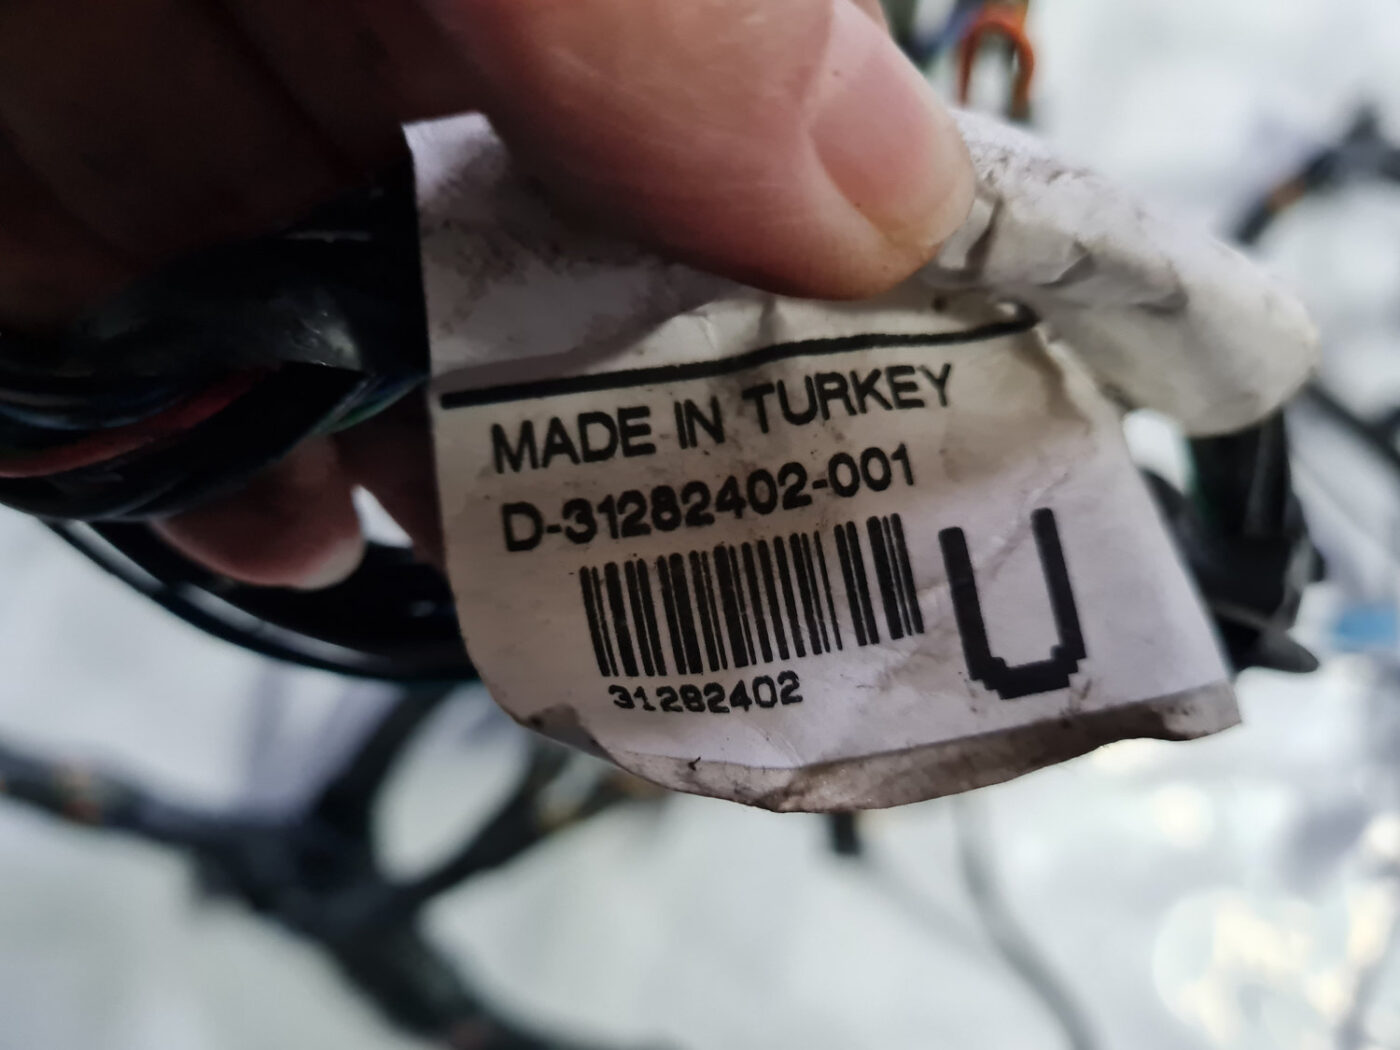 MADE IN TURKEY
D-31282402-001
U
31282402